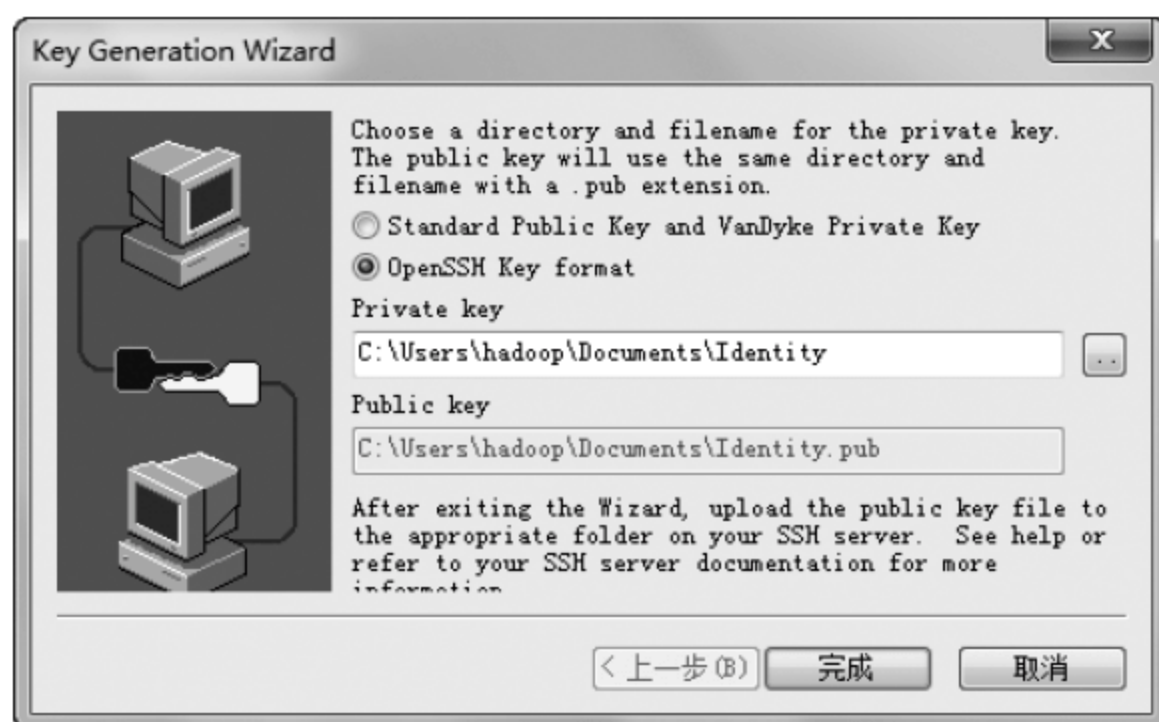 Key Generation Wizard
Choose a directory and filename for the private key.
The public key will use the same directory and
filename with a .pub extension.
Standard Public Key and VanDyke Private Key
OpenSSH Key format
Private key
C:\Users\hadoop\Documents\Identity
..
Public key
C:\Users\hadoop\Documents\Identity.pub
After exiting the Wizard, upload the public key file to
the appropriate folder on your SSH server.  See help or
refer to your SSH server documentation for more
information
< 上一步(B)
完成
取消